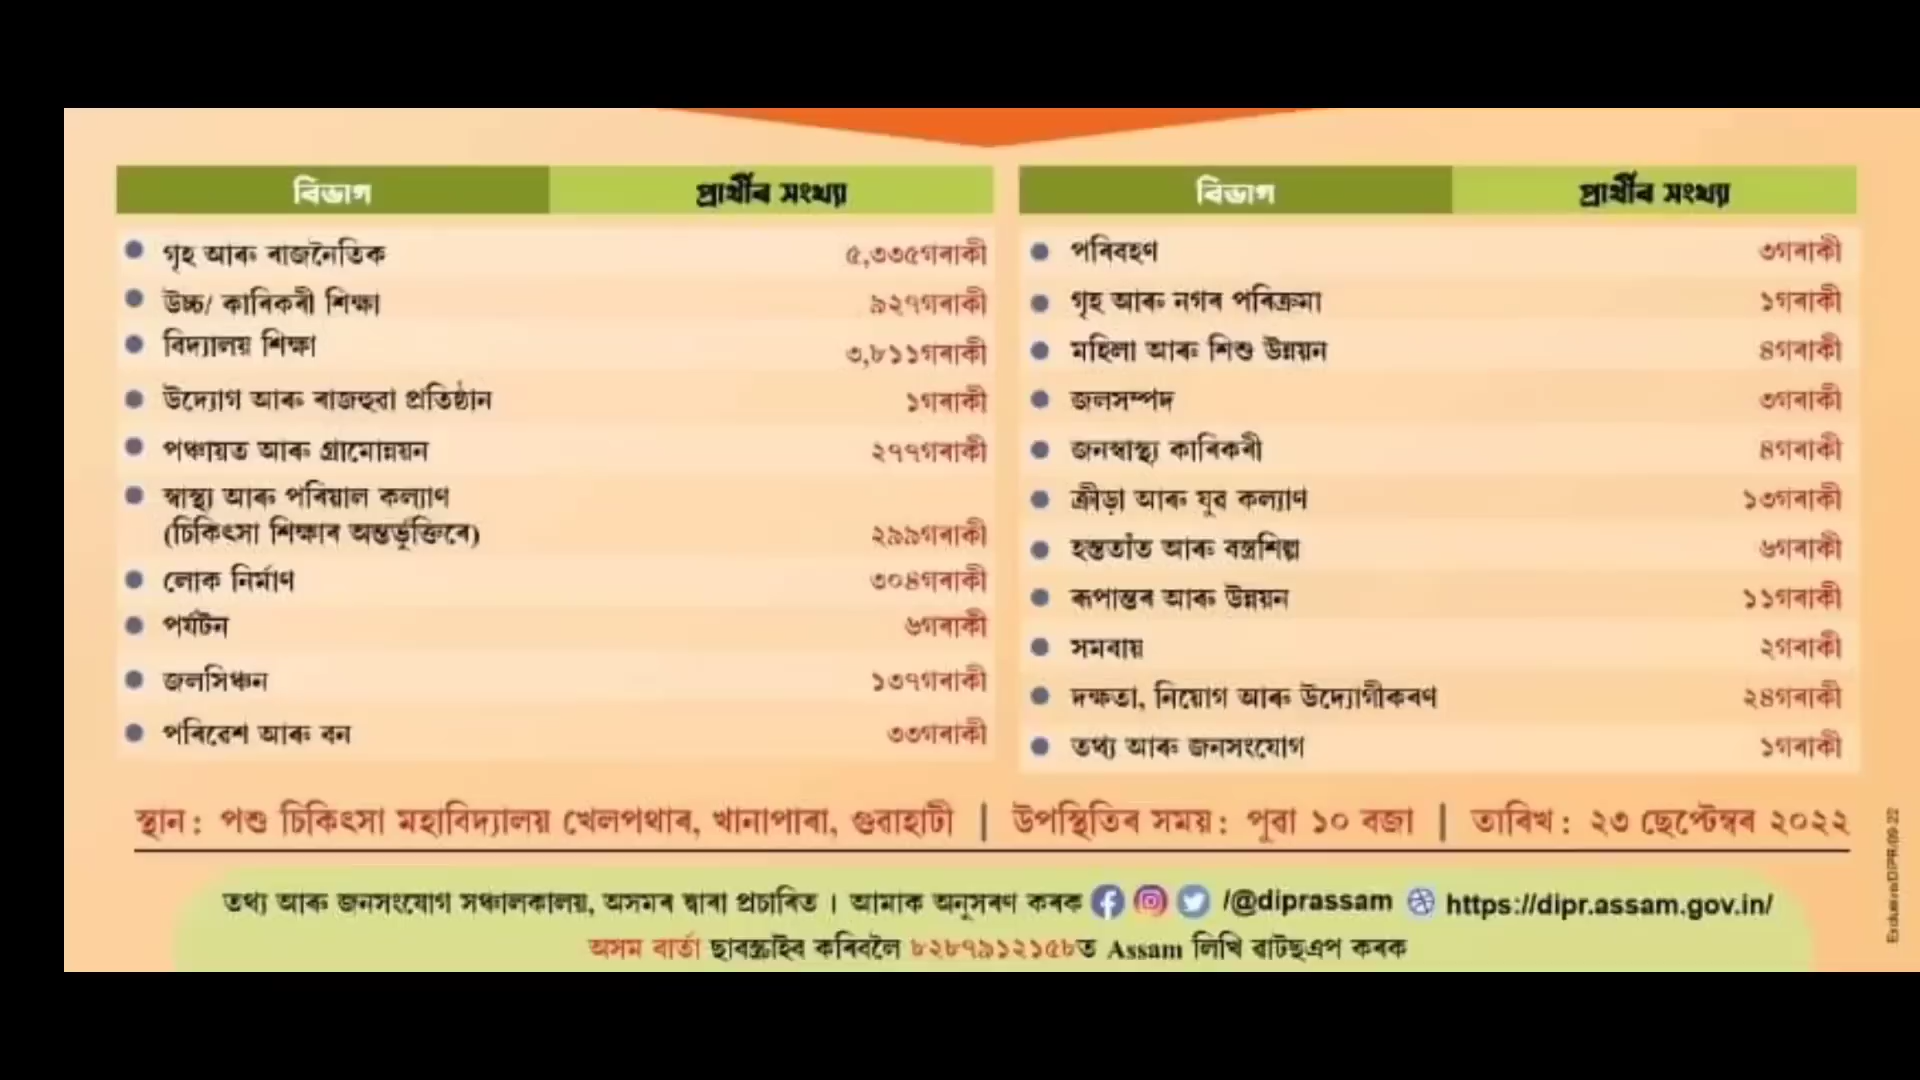 বিভাগ প্ৰাৰ্থীৰ সংখ্যা
গৃহ আৰু ৰাজনৈতিক ৫,৩৩৫গৰাকী
উচ্চ/ কাৰিকৰী শিক্ষা ৯২৭গৰাকী
বিদ্যালয় শিক্ষা ৩,৮১১গৰাকী
উদ্যোগ আৰু ৰাজহুৱা প্ৰতিষ্ঠান ১গৰাকী
পঞ্চায়ত আৰু গ্ৰামোন্নয়ন ২৭৭গৰাকী
স্বাস্থ্য আৰু পৰিয়াল কল্যাণ
(চিকিৎসা শিক্ষাৰ অন্তৰ্ভূক্তিৰে) ২৯৯গৰাকী
লোক নিৰ্মাণ ৩০৪গৰাকী
পৰ্যটন ৬গৰাকী
জলসিঞ্চন ১৩৭গৰাকী
পৰিৱেশ আৰু বন ৩৩গৰাকী
বিভাগ প্ৰাৰ্থীৰ সংখ্যা
পৰিবহণ ৩গৰাকী
গৃহ আৰু নগৰ পৰিক্ৰমা ১গৰাকী
মহিলা আৰু শিশু উন্নয়ন ৪গৰাকী
জলসম্পদ ৩গৰাকী
জনস্বাস্থ্য কাৰিকৰী ৪গৰাকী
ক্ৰীড়া আৰু যুৱ কল্যাণ ১৩গৰাকী
হস্ততাঁত আৰু বস্ত্ৰশিল্প ৬গৰাকী
ৰূপান্তৰ আৰু উন্নয়ন ১১গৰাকী
সমবায় ২গৰাকী
দক্ষতা, নিয়োগ আৰু উদ্যোগীকৰণ ২৪গৰাকী
তথ্য আৰু জনসংযোগ ১গৰাকী
স্থান: পশু চিকিৎসা মহাবিদ্যালয় খেলপথাৰ, খানাপাৰা, গুৱাহাটী | উপস্থিতিৰ সময়: পূৱা ১০ বজা | তাৰিখ: ২৩ ছেপ্টেম্বৰ ২০২২
তথ্য আৰু জনসংযোগ সঞ্চালকালয়, অসমৰ দ্বাৰা প্ৰচাৰিত। আমাক অনুসৰণ কৰক /@diprassam https://dipr.assam.gov.in/
অসম বাৰ্তা ছাবস্ক্ৰাইব কৰিবলৈ ৮২৮৭৯১২১৫৮ত Assam লিখি ৱাটছএপ কৰক
Exclusive/DIPR/09-22